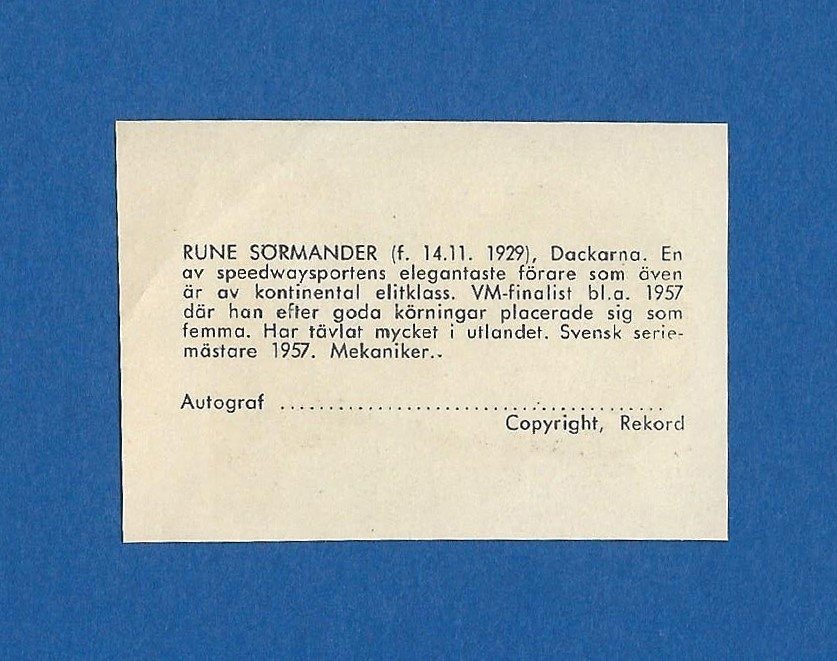 RUNE SÖRMANDER (f. 14.11. 1929), Dackarna. En
av speedwaysportens elegantaste förare som även
är av kontinental elitklass. VM-finalist bl.a. 1957
där han efter goda körningar placerade sig som
femma. Har tävlat mycket i utlandet. Svensk serie-
mästare 1957. Mekaniker..
Autograf ........................................
Copyright, Rekord